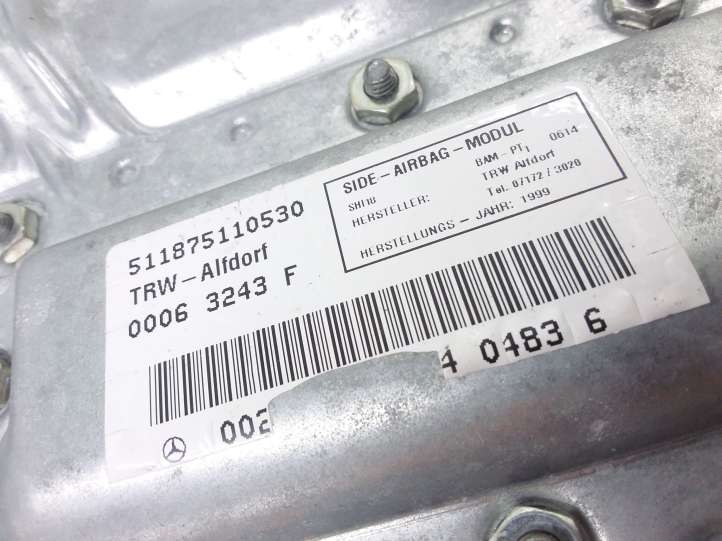 SIDE-AIRBAG-MODUL
SHI18 BAM-PT1 0614
HERSTELLER: TRW Alfdorf
Tel. 07172 / 3020
HERSTELLUNGS - JAHR: 1999
511875110530
TRW-Alfdorf
0006 3243 F
002 4 0483 6